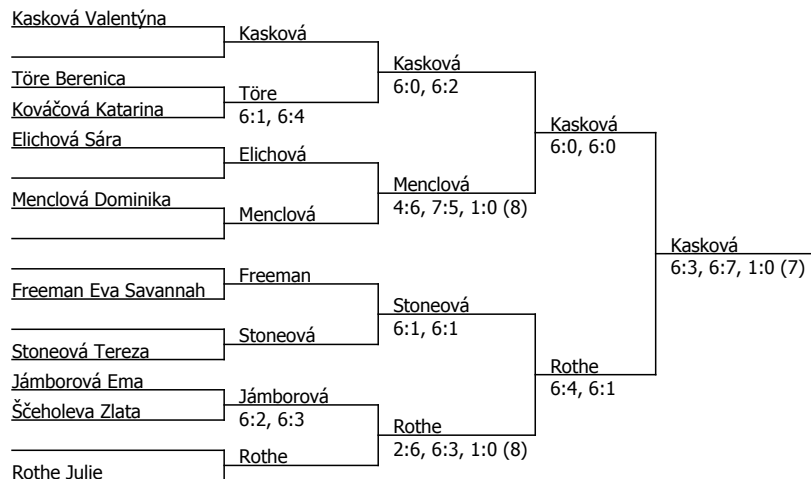 Kasková Valentýna
Kasková
Kasková
Töre Berenica
6:0, 6:2
Töre
Kováčová Katarina
6:1, 6:4
Kasková
Elichová Sára
6:0, 6:0
Elichová
Menclová
Menclová Dominika
4:6, 7:5, 1:0 (8)
Menclová
Kasková
6:3, 6:7, 1:0 (7)
Freeman
Freeman Eva Savannah
Stoneová
6:1, 6:1
Stoneová
Stoneová Tereza
Rothe
Jámborová Ema
6:4, 6:1
Jámborová
Ščeholeva Zlata
6:2, 6:3
Rothe
2:6, 6:3, 1:0 (8)
Rothe
Rothe Julie